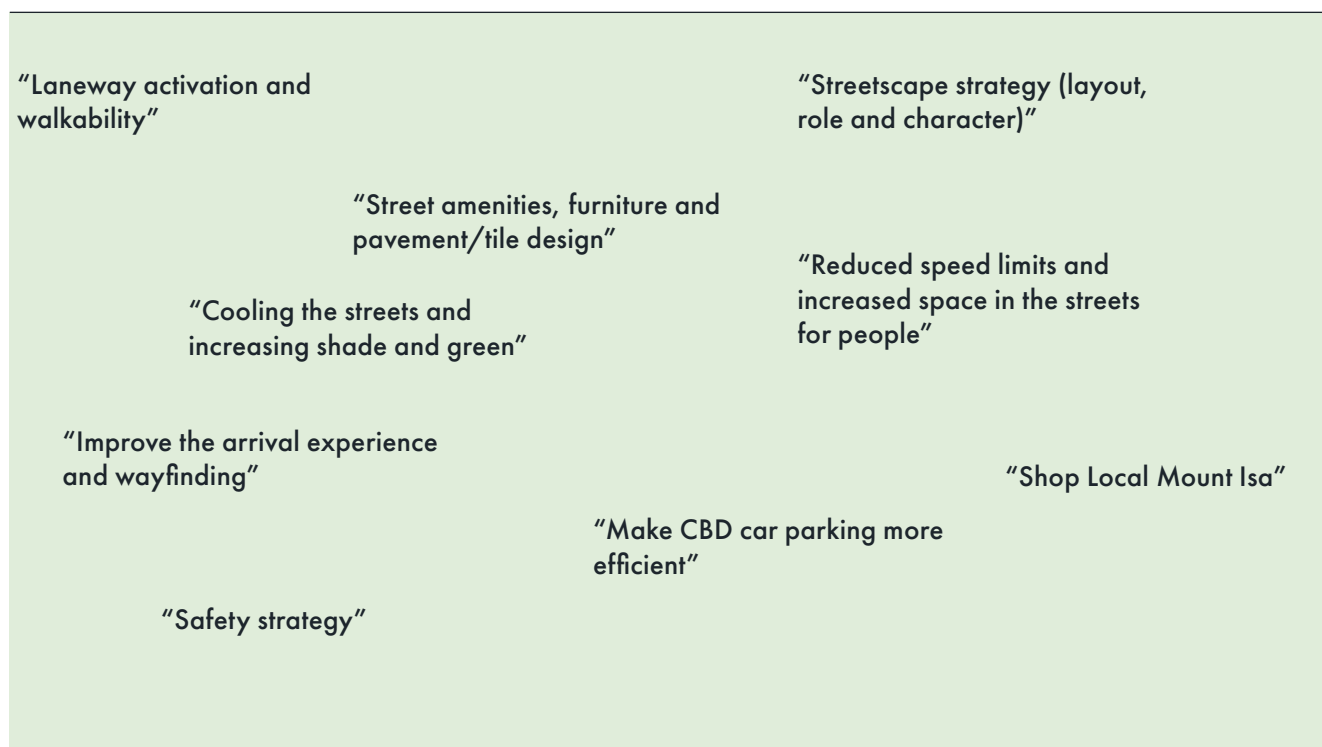 “Laneway activation and
walkability”
“Streetscape strategy (layout,
role and character)”
“Street amenities, furniture and
pavement/tile design”
“Reduced speed limits and
increased space in the streets
for people”
“Cooling the streets and
increasing shade and green”
“Improve the arrival experience
and wayfinding”
“Shop Local Mount Isa”
“Make CBD car parking more
efficient”
“Safety strategy”